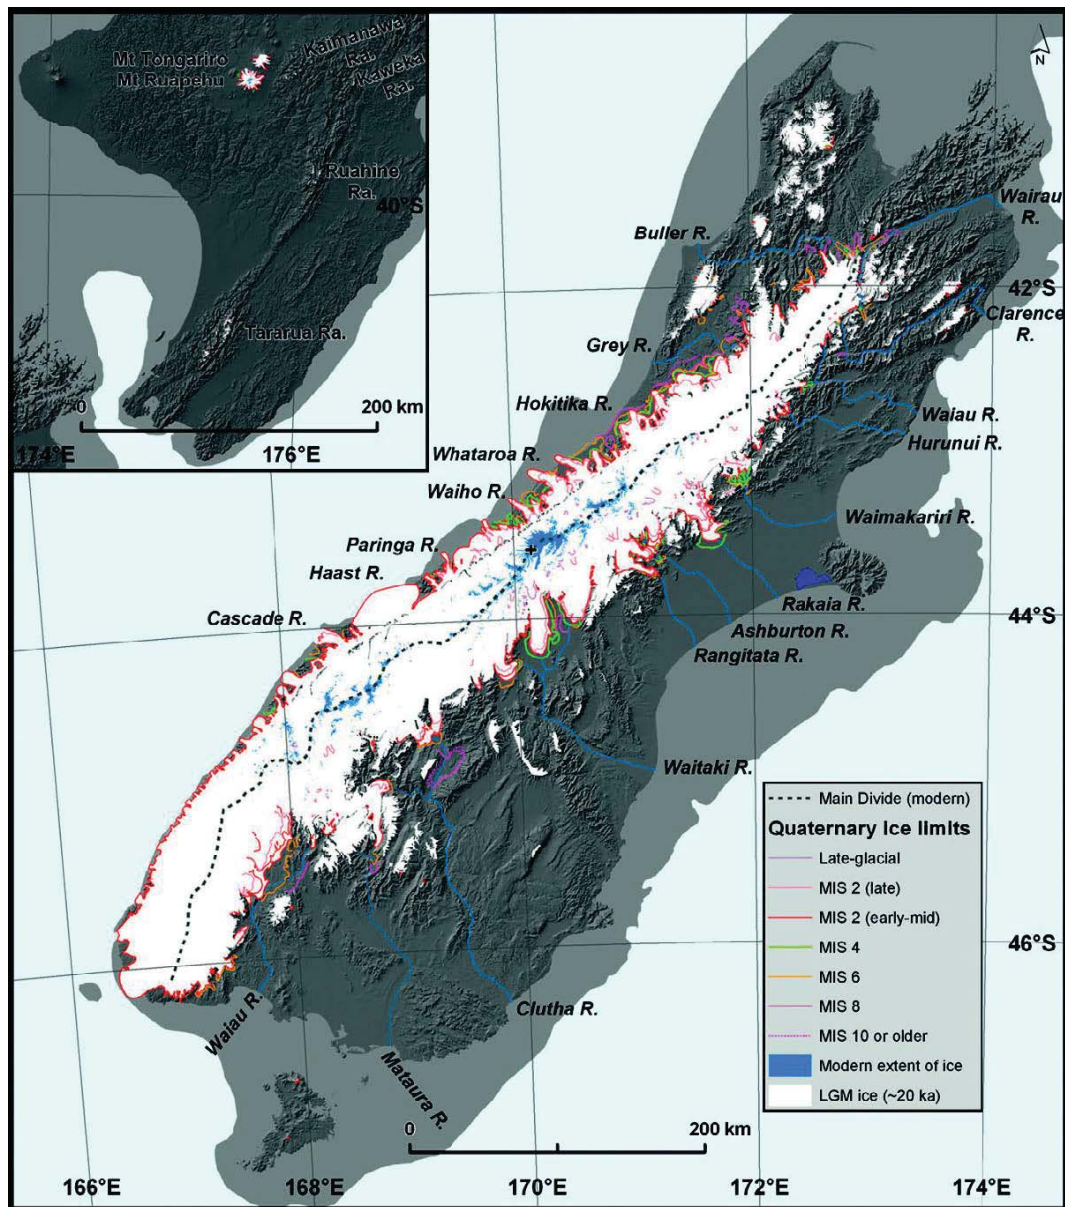 Mt Tongariro
Mt Ruapehu
Kaimanawa
Ra.
Kaweka
Ra.
Ruahine
Ra.
40°S
Tararua Ra.
0
200 km
174°E
176°E
N
Wairau
R.
Buller R.
42°S
Clarence
R.
Grey R.
Hokitika R.
Waiau R.
Hurunui R.
Whataroa R.
Waiho R.
Waimakariri R.
Paringa R.
Haast R.
Rakaia R.
Cascade R.
44°S
Ashburton R.
Rangitata R.
Waitaki R.
Main Divide (modern)
Quaternary Ice limits
Late-glacial
MIS 2 (late)
MIS 2 (early-mid)
MIS 4
46°S
MIS 6
MIS 8
MIS 10 or older
Modern extent of ice
LGM ice (~20 ka)
Waiau R.
Clutha R.
Mataura R.
0
200 km
166°E
168°E
170°E
172°E
174°E